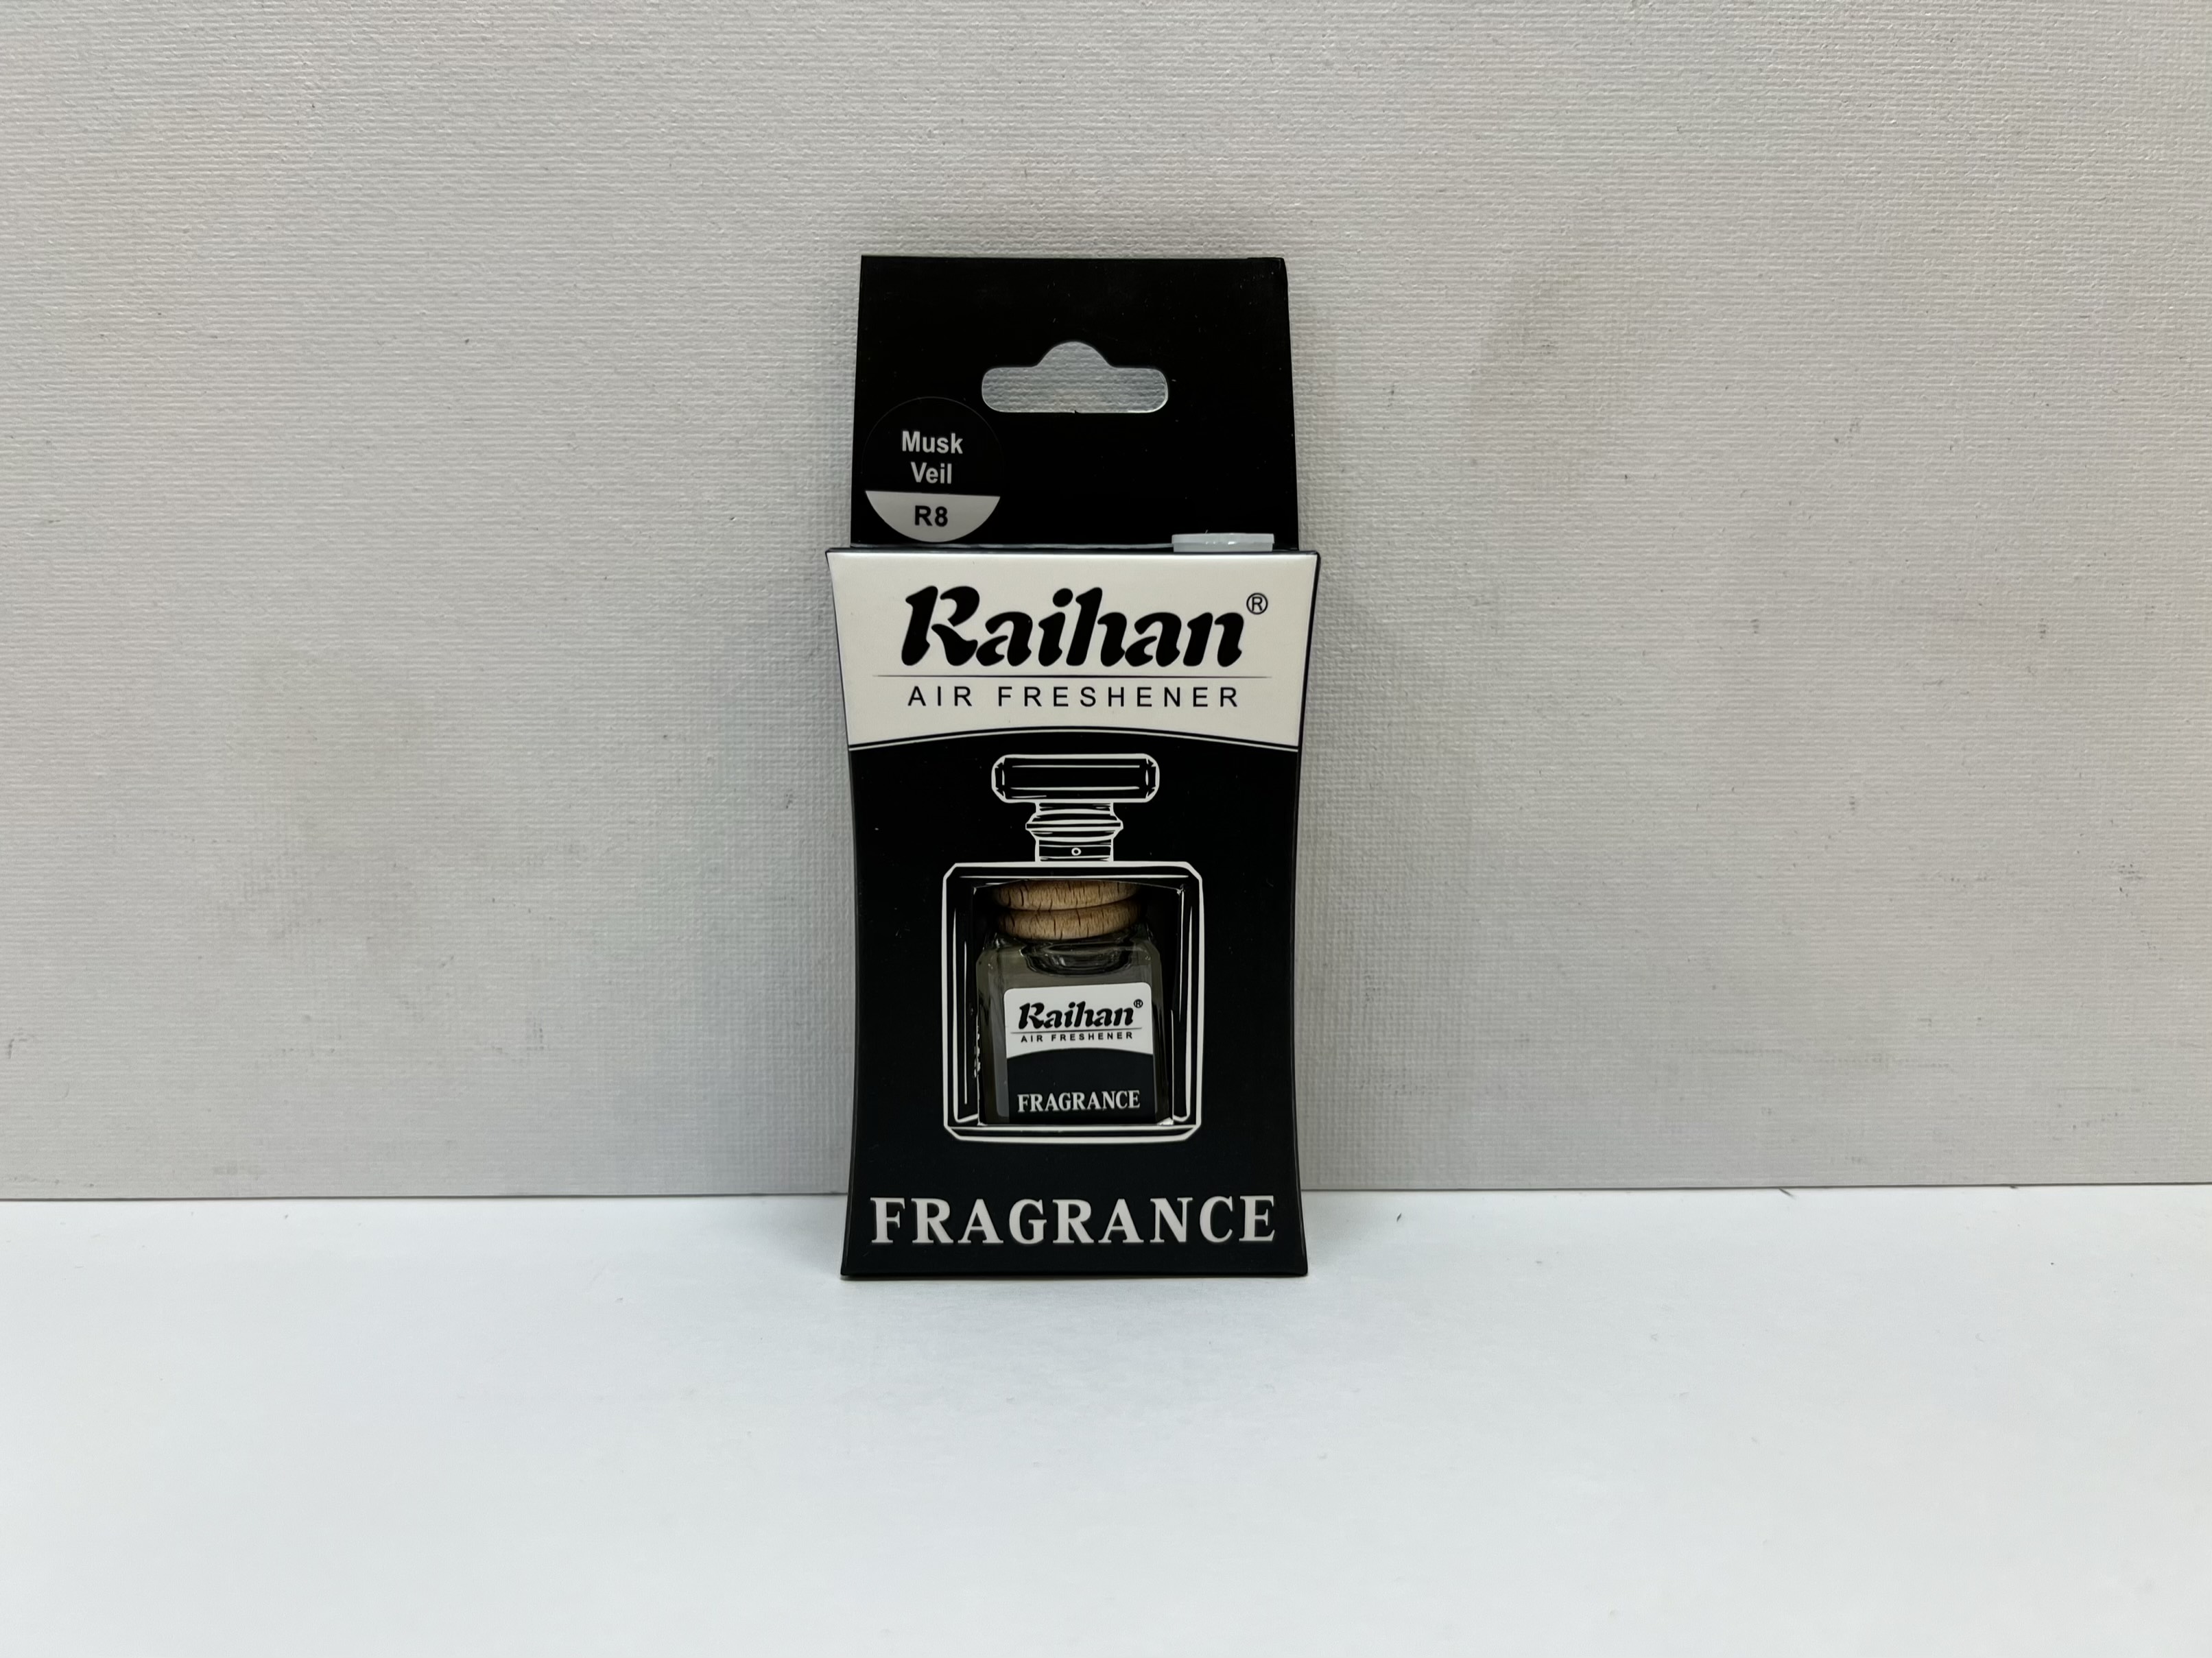 Musk
Veil
R8
Raihan®
AIR FRESHENER
Raihan®
AIR FRESHENER
FRAGRANCE
FRAGRANCE